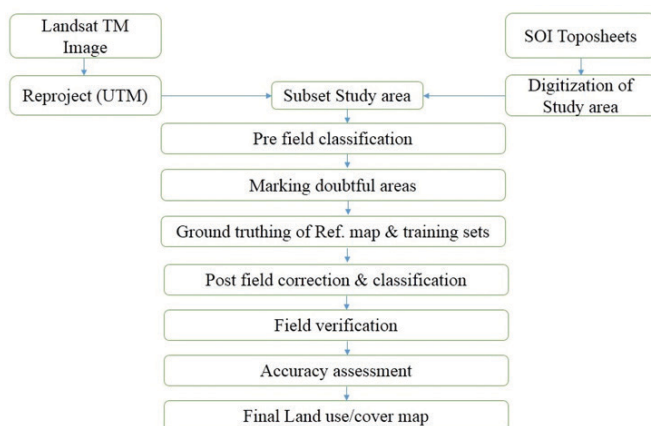 Landsat TM
Image
SOI Toposheets
Reproject (UTM)
Subset Study area
Digitization of
Study area
Pre field classification
Marking doubtful areas
Ground truthing of Ref. map & training sets
Post field correction & classification
Field verification
Accuracy assessment
Final Land use/cover map